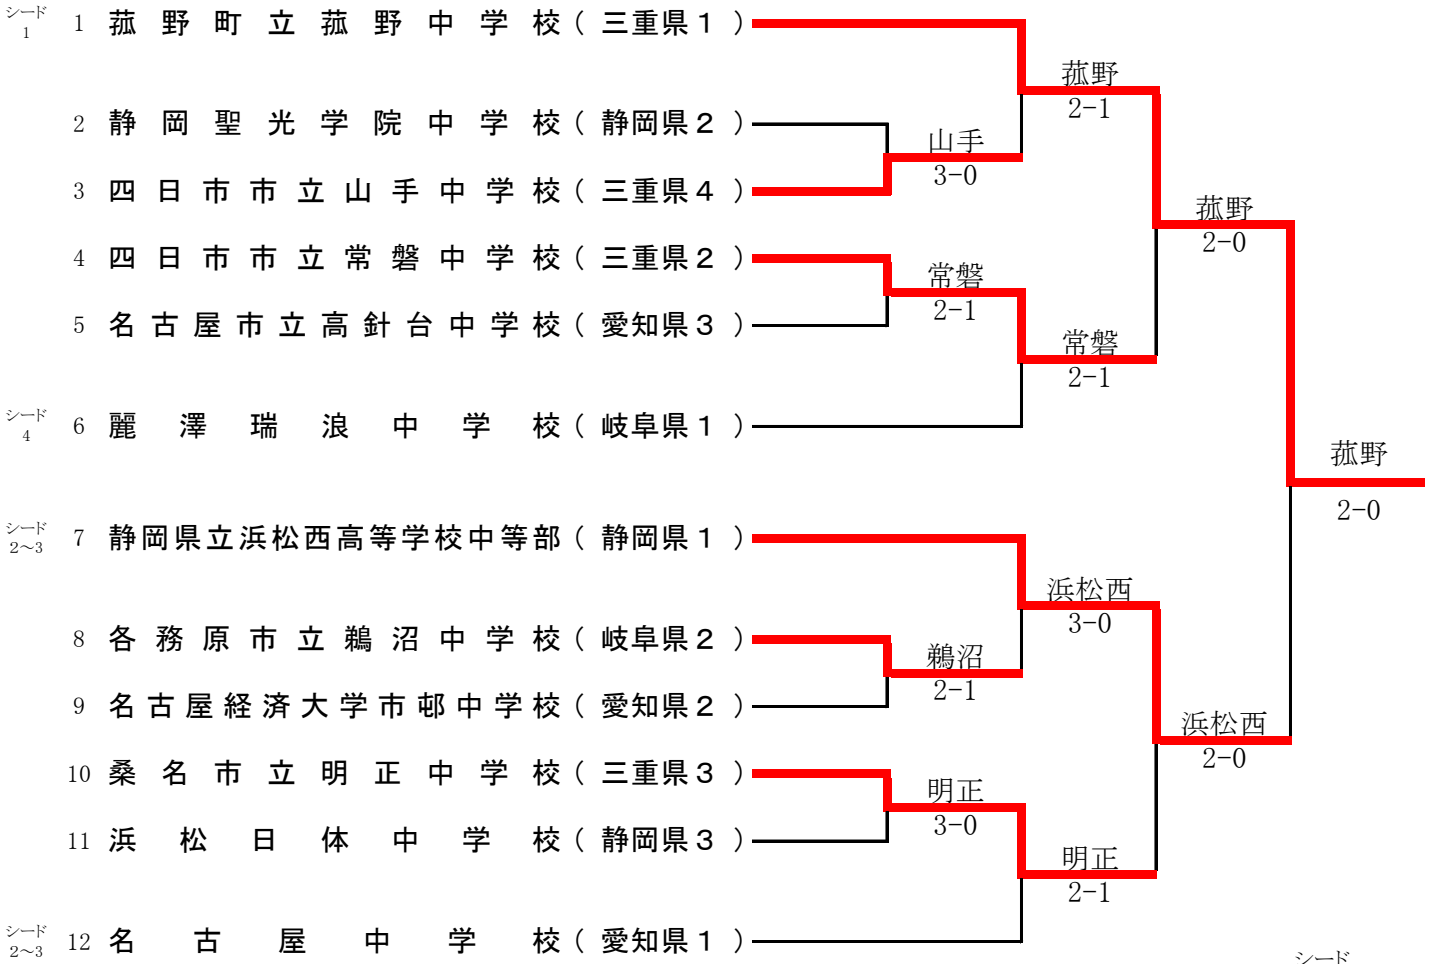 シード
1
1 菰野町立菰野中学校 ( 三重県１ )
菰野
2-1
2 静岡聖光学院中学校 ( 静岡県２ )
山手
3-0
3 四日市市立山手中学校 ( 三重県４ )
菰野
2-0
4 四日市市立常磐中学校 ( 三重県２ )
常磐
2-1
5 名古屋市立高針台中学校 ( 愛知県３ )
常磐
2-1
シード
4
6 麗澤瑞浪中学校 ( 岐阜県１ )
菰野
2-0
シード
2~3
7 静岡県立浜松西高等学校中等部 ( 静岡県１ )
浜松西
3-0
8 各務原市立鵜沼中学校 ( 岐阜県２ )
鵜沼
2-1
9 名古屋経済大学市邨中学校 ( 愛知県２ )
浜松西
2-0
10 桑名市立明正中学校 ( 三重県３ )
明正
3-0
11 浜松日体中学校 ( 静岡県３ )
明正
2-1
シード
2~3
12 名古屋中学校 ( 愛知県１ )
シード